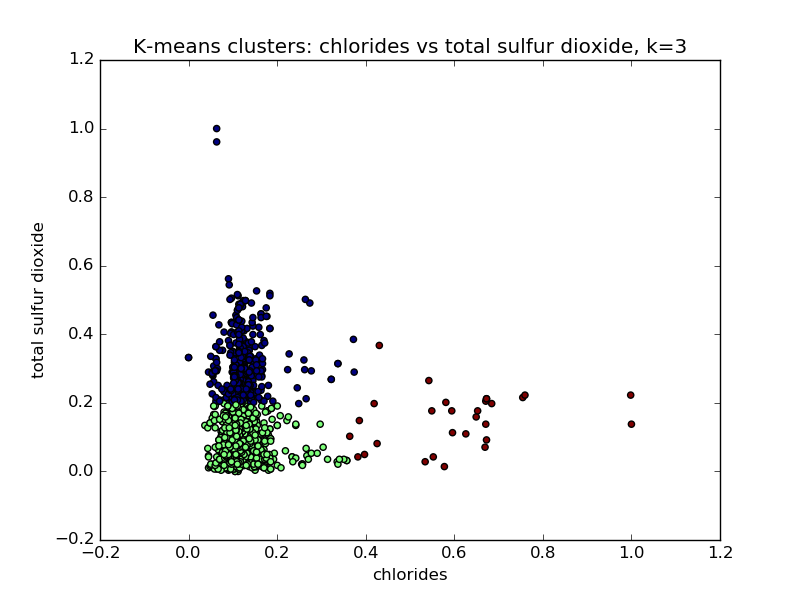 K-means clusters: chlorides vs total sulfur dioxide, k=3
1.2
1.0
0.8
0.6
0.4
0.2
0.0
−0.2
total sulfur dioxide
−0.2 0.0 0.2 0.4 0.6 0.8 1.0 1.2
chlorides